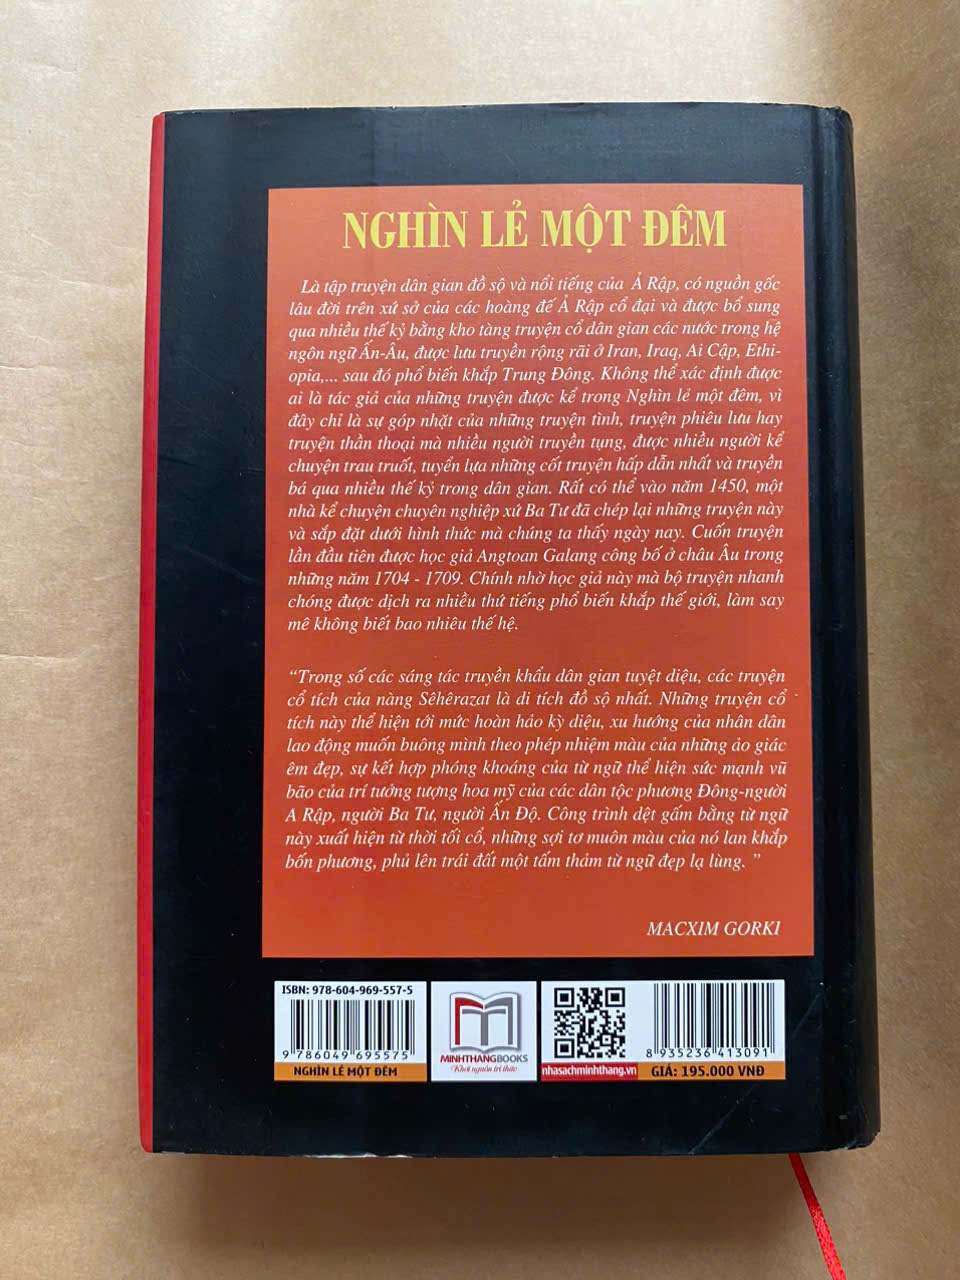 NGHÌN LẺ MỘT ĐÊM
Là tập truyện dân gian đồ sộ và nổi tiếng của Ả Rập, có nguồn gốc
lâu đời trên xứ sở của các hoàng đế Ả Rập cổ đại và được bổ sung
qua nhiều thế kỷ bằng kho tàng truyện cổ dân gian các nước trong hệ
ngôn ngữ Ấn-Âu, được lưu truyền rộng rãi ở Iran, Iraq, Ai Cập, Ethi-
opia,... sau đó phổ biến khắp Trung Đông. Không thể xác định được
ai là tác giả của những truyện được kể trong Nghìn lẻ một đêm, vì
đây chỉ là sự góp nhặt của những truyện tình, truyện phiêu lưu hay
truyện thần thoại mà nhiều người truyền tụng, được nhiều người kể
chuyện trau truốt, tuyển lựa những cốt truyện hấp dẫn nhất và truyền
bá qua nhiều thế kỷ trong dân gian. Rất có thể vào năm 1450, một
nhà kể chuyện chuyên nghiệp xứ Ba Tư đã chép lại những truyện này
và sắp đặt dưới hình thức mà chúng ta thấy ngày nay. Cuốn truyện
lần đầu tiên được học giả Angtoan Galang công bố ở châu Âu trong
những năm 1704 - 1709. Chính nhờ học giả này mà bộ truyện nhanh
chóng được dịch ra nhiều thứ tiếng phổ biến khắp thế giới, làm say
mê không biết bao nhiêu thế hệ.
“Trong số các sáng tác truyền khẩu dân gian tuyệt diệu, các truyện
cổ tích của nàng Sêhêrazat là di tích đồ sộ nhất. Những truyện cổ
tích này thể hiện tới mức hoàn hảo kỳ diệu, xu hướng của nhân dân
lao động muốn buông mình theo phép nhiệm màu của những ảo giác
êm đẹp, sự kết hợp phóng khoáng của từ ngữ thể hiện sức mạnh vũ
bão của trí tưởng tượng hoa mỹ của các dân tộc phương Đông-người
A Rập, người Ba Tư, người Ấn Độ. Công trình dệt gấm bằng từ ngữ
này xuất hiện từ thời tối cổ, những sợi tơ muôn màu của nó lan khắp
bốn phương, phủ lên trái đất một tấm thảm từ ngữ đẹp lạ lùng. ”
MACXIM GORKI
ISBN: 978-604-969-557-5
9 786049 695575
NGHÌN LẺ MỘT ĐÊM
MINHTHANGBOOKS
Khơi nguồn tri thức
nhasachminhthang.vn
8 935236 413091
GIÁ: 195.000 VNĐ